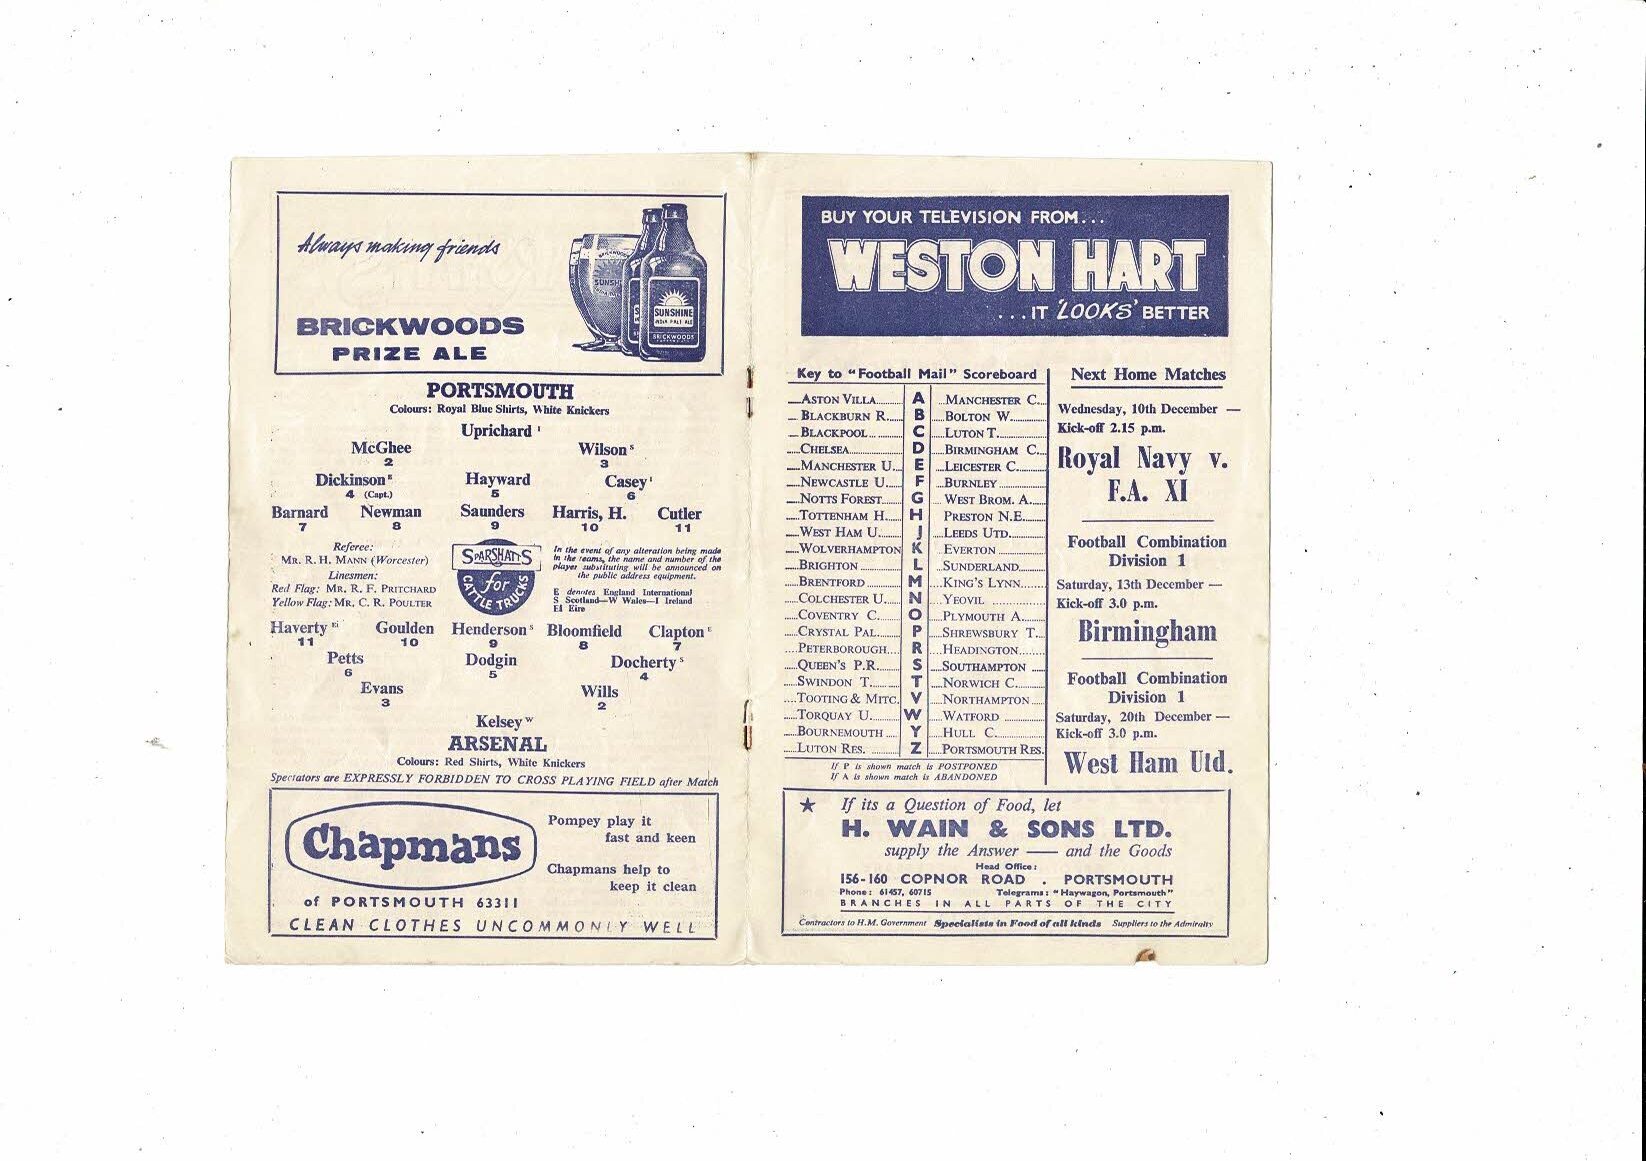 Always making friends
BRICKWOODS
PRIZE ALE
SUNSHINE
INDIA PALE ALE
BRICKWOODS
PORTSMOUTH
Colours: Royal Blue Shirts, White Knickers
Uprichard I
1
McGhee Wilson S
2 3
Dickinson E Hayward Casey I
4 (Capt.) 5 6
Barnard Newman Saunders Harris, H. Cutler
7 8 9 10 11
Referee:
MR. R. H. MANN (Worcester)
Linesmen:
Red Flag: MR. R. F. PRITCHARD
Yellow Flag: MR. C. R. POULTER
SPARSHATTS
for
CATTLE TRUCKS
In the event of any alteration being made
in the teams, the name and number of the
player substituting will be announced on
the public address equipment.
E denotes England International
S Scotland—W Wales—I Ireland
EI Eire
Haverty Ei Goulden Henderson S Bloomfield Clapton E
11 10 9 8 7
Petts Dodgin Docherty S
6 5 4
Evans Wills
3 2
Kelsey W
ARSENAL
Colours: Red Shirts, White Knickers
Spectators are EXPRESSLY FORBIDDEN TO CROSS PLAYING FIELD after Match
Chapmans
of PORTSMOUTH 63311
Pompey play it
fast and keen
Chapmans help to
keep it clean
CLEAN CLOTHES UNCOMMONLY WELL
BUY YOUR TELEVISION FROM...
WESTON HART
...IT 'LOOKS' BETTER
Key to "Football Mail" Scoreboard
ASTON VILLA A MANCHESTER C.
BLACKBURN R. B BOLTON W.
BLACKPOOL C LUTON T.
CHELSEA D BIRMINGHAM C.
MANCHESTER U. E LEICESTER C.
NEWCASTLE U. F BURNLEY
NOTTS FOREST G WEST BROM. A.
TOTTENHAM H. H PRESTON N.E.
WEST HAM U. J LEEDS UTD.
WOLVERHAMPTON K EVERTON
BRIGHTON L SUNDERLAND
BRENTFORD M KING'S LYNN
COLCHESTER U. N YEOVIL
COVENTRY C. O PLYMOUTH A.
CRYSTAL PAL. P SHREWSBURY T.
PETERBOROUGH R HEADINGTON
QUEEN'S P.R. S SOUTHAMPTON
SWINDON T. T NORWICH C.
TOOTING & MITC. V NORTHAMPTON
TORQUAY U. W WATFORD
BOURNEMOUTH Y HULL C.
LUTON RES. Z PORTSMOUTH RES.
If P is shown match is POSTPONED
If A is shown match is ABANDONED
Next Home Matches
Wednesday, 10th December —
Kick-off 2.15 p.m.
Royal Navy v.
F.A. XI
Football Combination
Division 1
Saturday, 13th December —
Kick-off 3.0 p.m.
Birmingham
Football Combination
Division 1
Saturday, 20th December —
Kick-off 3.0 p.m.
West Ham Utd.
★ If its a Question of Food, let
H. WAIN & SONS LTD.
supply the Answer — and the Goods
Head Office:
156-160 COPNOR ROAD . PORTSMOUTH
Phone: 61457, 60715 Telegrams: "Haywagon, Portsmouth"
BRANCHES IN ALL PARTS OF THE CITY
Contractors to H.M. Government Specialists in Food of all kinds Suppliers to the Admiralty